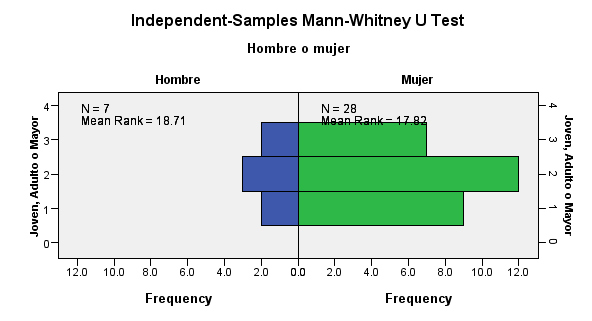 Independent-Samples Mann-Whitney U Test
Hombre o mujer
Hombre Mujer
N = 7
Mean Rank = 18.71
N = 28
Mean Rank = 17.82
Joven, Adulto o Mayor
4
3
2
1
0
4
3
2
1
0
Joven, Adulto o Mayor
12.0 10.0 8.0 6.0 4.0 2.0 0.0 0.0 2.0 4.0 6.0 8.0 10.0 12.0
Frequency Frequency